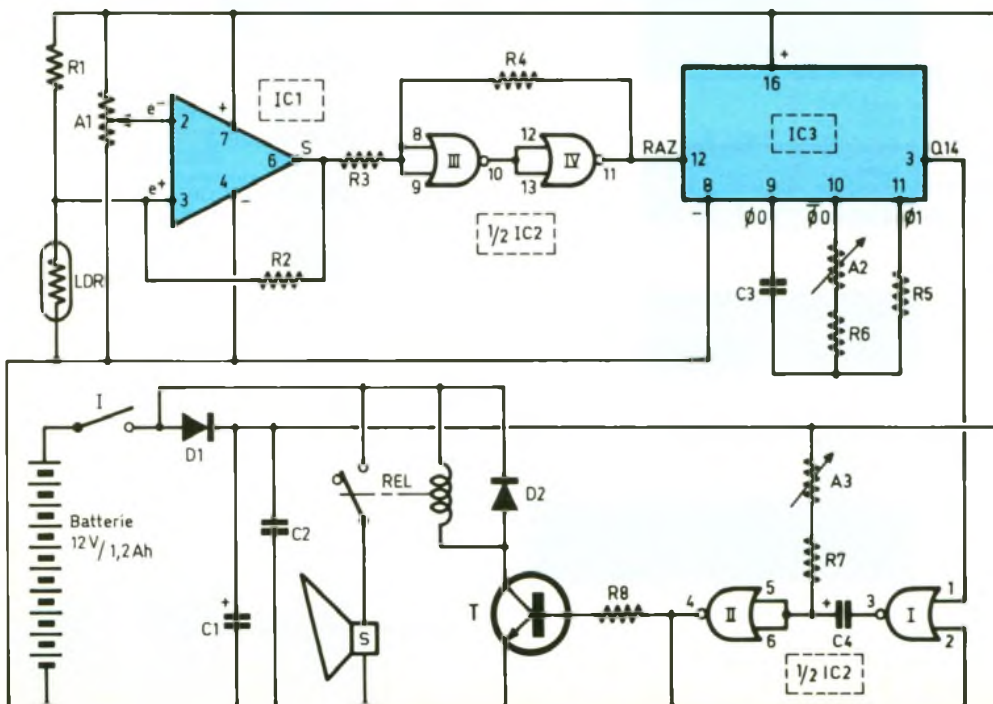 R1
A1
e-
2
+
7
IC1
S
6
4
-
e+
3
R2
LDR
R3
R4
8
9
III
10
12
13
IV
11
1/2 IC2
RAZ
12
+
16
IC3
3
Q14
8
-
9
ø0
10
ø̅0
11
ø1
C3
A2
R6
R5
I
D1
Batterie
12V/1,2Ah
C1
+
C2
REL
S
D2
T
R8
4
II
5
6
A3
R7
+
C4
3
I
1
2
1/2 IC2